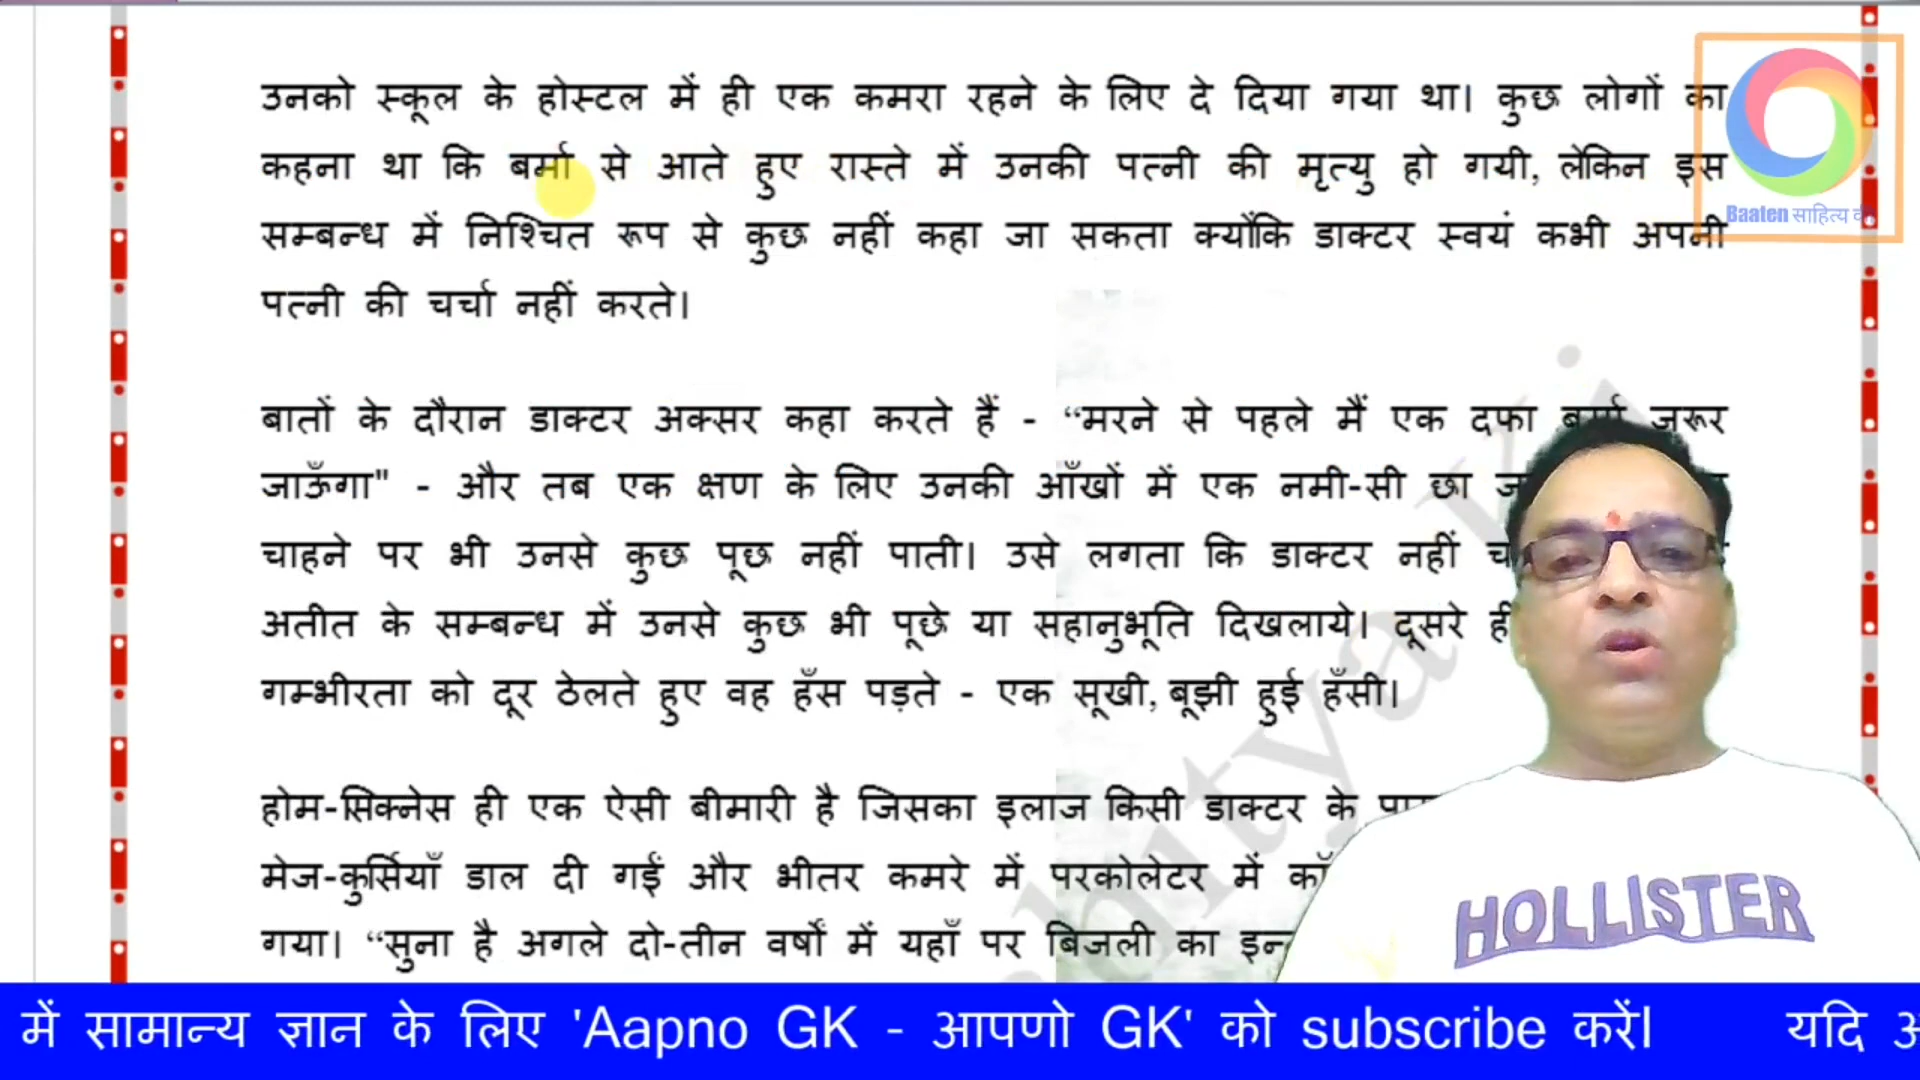 उनको स्कूल के होस्टल में ही एक कमरा रहने के लिए दे दिया गया था। कुछ लोगों का
कहना था कि बर्मा से आते हुए रास्ते में उनकी पत्नी की मृत्यु हो गयी, लेकिन इस
Baaten साहित्य
सम्बन्ध में निश्चित रूप से कुछ नहीं कहा जा सकता क्योंकि डाक्टर स्वयं कभी अपनी
पत्नी की चर्चा नहीं करते।
बातों के दौरान डाक्टर अक्सर कहा करते हैं - “मरने से पहले मैं एक दफा बर्मा जरूर
जाऊँगा" - और तब एक क्षण के लिए उनकी आँखों में एक नमी-सी छा
चाहने पर भी उनसे कुछ पूछ नहीं पाती। उसे लगता कि डाक्टर नहीं
अतीत के सम्बन्ध में उनसे कुछ भी पूछे या सहानुभूति दिखलाये। दूसरे ही
गम्भीरता को दूर ठेलते हुए वह हँस पड़ते - एक सूखी, बूझी हुई हँसी।
होम-सिक्नेस ही एक ऐसी बीमारी है जिसका इलाज किसी डाक्टर के
मेज-कुर्सियाँ डाल दी गईं और भीतर कमरे में परकोलेटर में
गया। “सुना है अगले दो-तीन वर्षों में यहाँ पर बिजली का
HOLLISTER
में सामान्य ज्ञान के लिए 'Aapno GK - आपणो GK' को subscribe करें। यदि